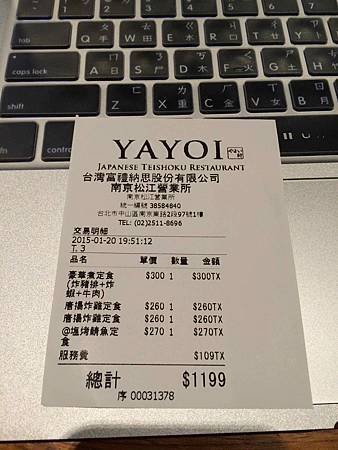 YAYOI
JAPANESE TEISHOKU RESTAURANT
台灣富禮納思股份有限公司
南京松江營業所
南京松江營業所
統一編號 38584840
台北市中山區南京東路2段97號1樓
TEL: (02)2511-8696
交易明細
2015-01-20 19:51:12
T. 3
品名 單價 數量 金額
豪華煮定食 $300 1 $300TX
(炸豬排+炸
蝦+牛肉)
唐揚炸雞定食 $260 1 $260TX
唐揚炸雞定食 $260 1 $260TX
@塩烤鯖魚定 $270 1 $270TX
食
服務費 $109TX
總計 $1199
序 00031378
caps lock